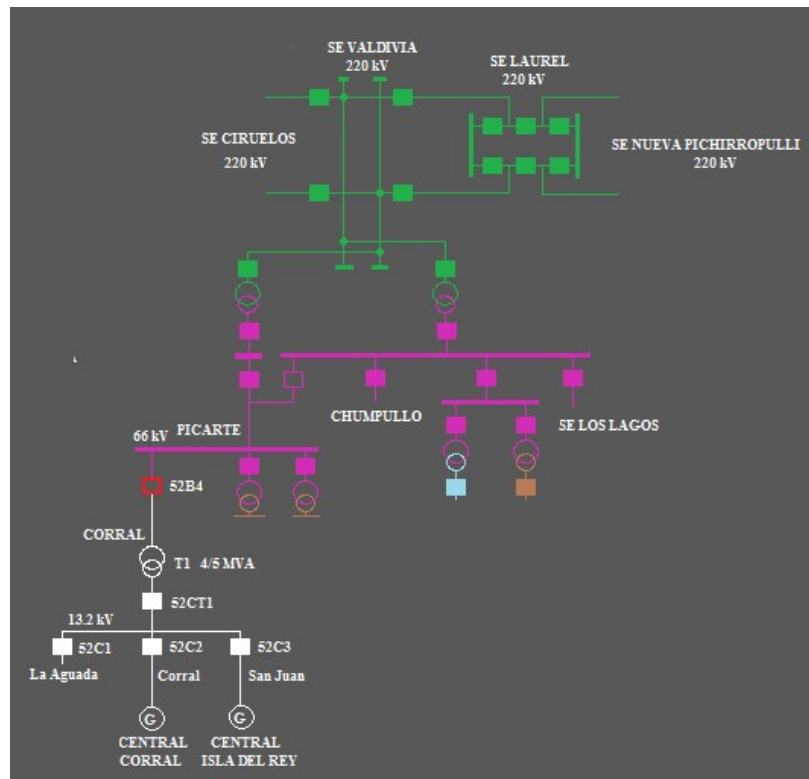 SE VALDIVIA
220 kV
SE LAUREL
220 kV
SE CIRUELOS
220 kV
SE NUEVA PICHIRROPULLI
220 kV
CHUMPULLO
SE LOS LAGOS
PICARTE
66 kV
52B4
CORRAL
T1 4/5 MVA
52CT1
13.2 kV
52C1
52C2
52C3
La Aguada
Corral
San Juan
G
G
CENTRAL
CORRAL
CENTRAL
ISLA DEL REY